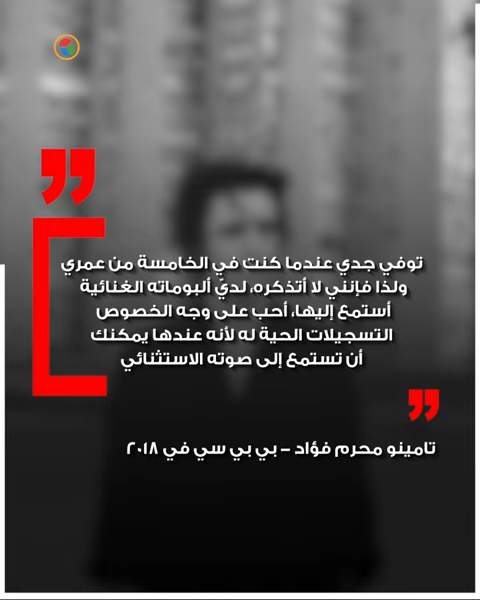 توفي جدي عندما كنت في الخامسة من عمري
ولذا فإنني لا أتذكره، لديّ ألبوماته الغنائية
أستمع إليها، أحب على وجه الخصوص
التسجيلات الحية له لأنه عندها يمكنك
أن تستمع إلى صوته الاستثنائي
تامينو محرم فؤاد - بي بي سي في ٢٠١٨